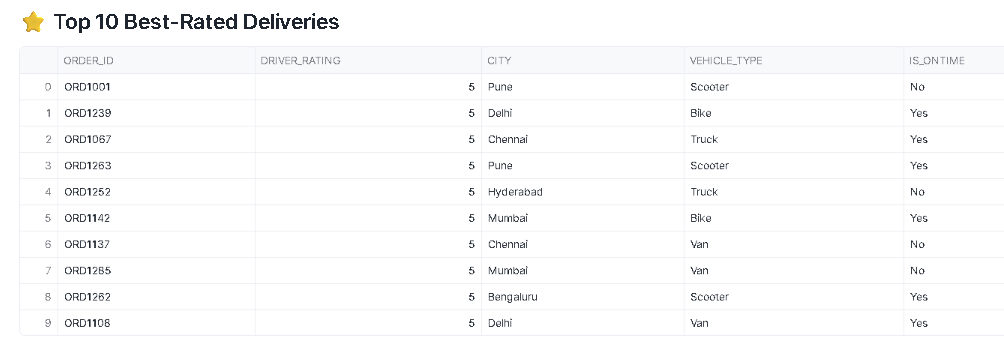 Top 10 Best-Rated Deliveries
ORDER_ID DRIVER_RATING CITY VEHICLE_TYPE IS_ONTIME
0 ORD1001 5 Pune Scooter No
1 ORD1239 5 Delhi Bike Yes
2 ORD1067 5 Chennai Truck Yes
3 ORD1263 5 Pune Scooter Yes
4 ORD1252 5 Hyderabad Truck No
5 ORD1142 5 Mumbai Bike Yes
6 ORD1137 5 Chennai Van No
7 ORD1285 5 Mumbai Van No
8 ORD1262 5 Bengaluru Scooter Yes
9 ORD1108 5 Delhi Van Yes